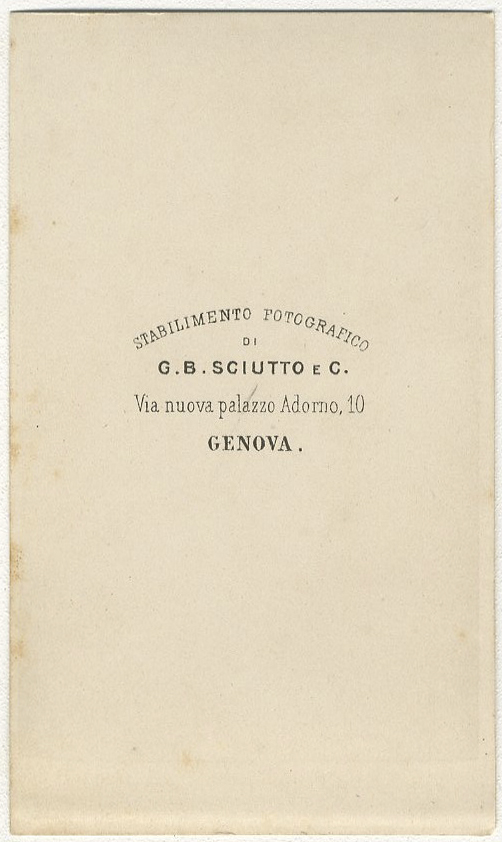 STABILIMENTO FOTOGRAFICO
DI
G. B. SCIUTTO E C.
Via nuova palazzo Adorno, 10
GENOVA.